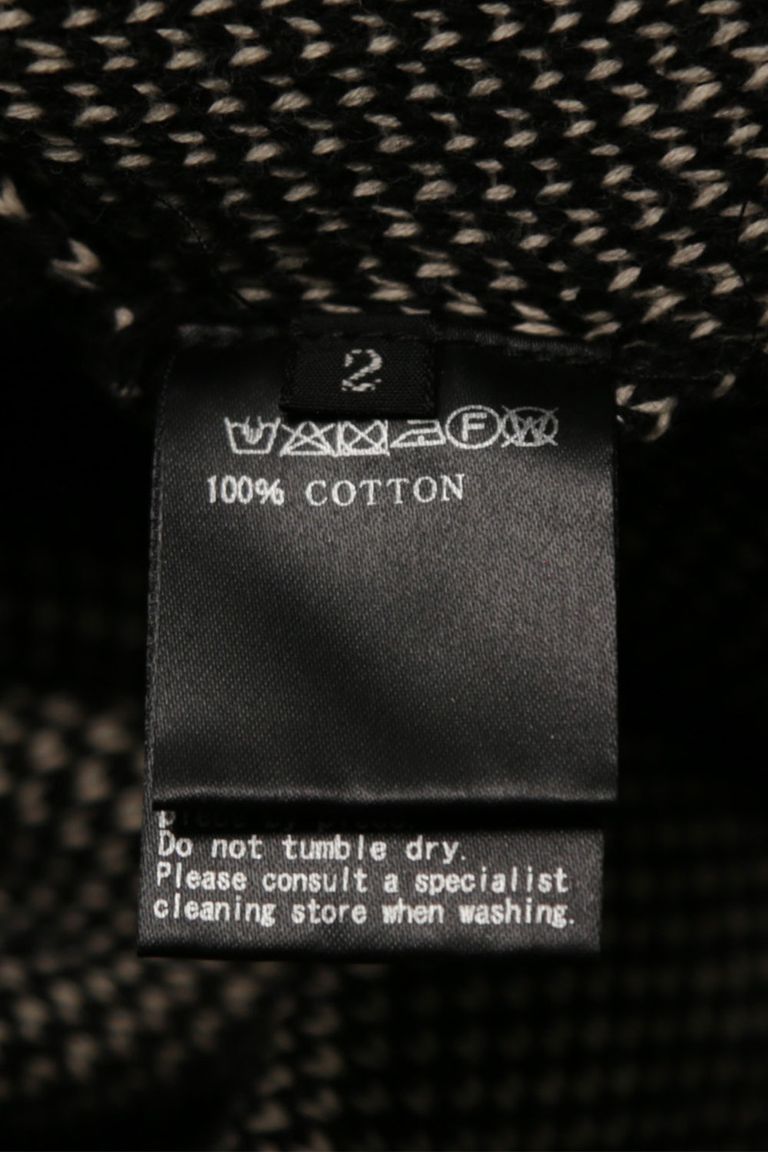 2
F W
100% COTTON
Do not tumble dry.
Please consult a specialist
cleaning store when washing.